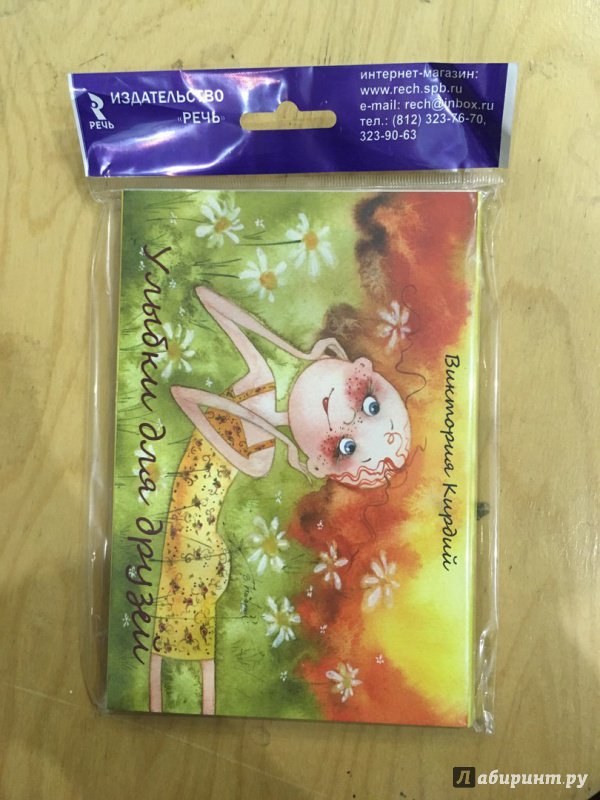 РЕЧЬ
ИЗДАТЕЛЬСТВО
«РЕЧЬ»
интернет-магазин:
www.rech.spb.ru
e-mail: rech@inbox.ru
тел.: (812) 323-76-70,
323-90-63
Виктория Кирдий
Улыбки для друзей
Лабиринт.ру